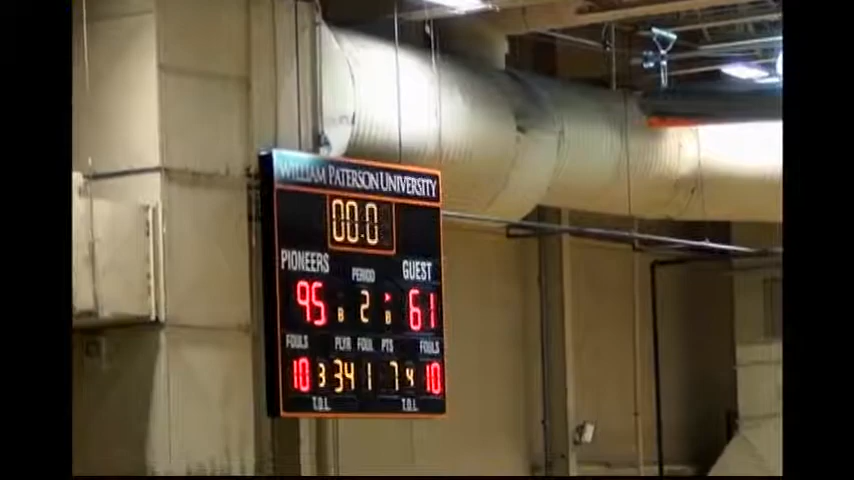 WILLIAM PATERSON UNIVERSITY
00.0
PIONEERS PERIOD GUEST
95 B 2 B 61
FOULS PLYR FOUL PTS FOULS
10 3 34 1 7 4 10
T.O.L. T.O.L.